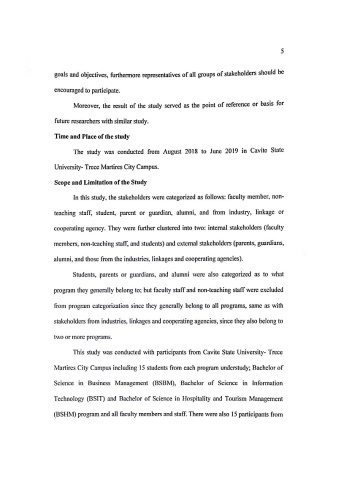 5
goals and objectives, furthermore representatives of all groups of stakeholders should be
encouraged to participate.
Moreover, the result of the study served as the point of reference or basis for
future researchers with similar study.
Time and Place of the study
The study was conducted from August 2018 to June 2019 in Cavite State
University- Trece Martires City Campus.
Scope and Limitation of the Study
In this study, the stakeholders were categorized as follows: faculty member, non-
teaching staff, student, parent or guardian, alumni, and from industry, linkage or
cooperating agency. They were further clustered into two: internal stakeholders (faculty
members, non-teaching staff, and students) and external stakeholders (parents, guardians,
alumni, and those from the industries, linkages and cooperating agencies).
Students, parents or guardians, and alumni were also categorized as to what
program they generally belong to; but faculty staff and non-teaching staff were excluded
from program categorization since they generally belong to all programs, same as with
stakeholders from industries, linkages and cooperating agencies, since they also belong to
two or more programs.
This study was conducted with participants from Cavite State University- Trece
Martires City Campus including 15 students from each program understudy; Bachelor of
Science in Business Management (BSBM), Bachelor of Science in Information
Technology (BSIT) and Bachelor of Science in Hospitality and Tourism Management
(BSHM) program and all faculty members and staff. There were also 15 participants from